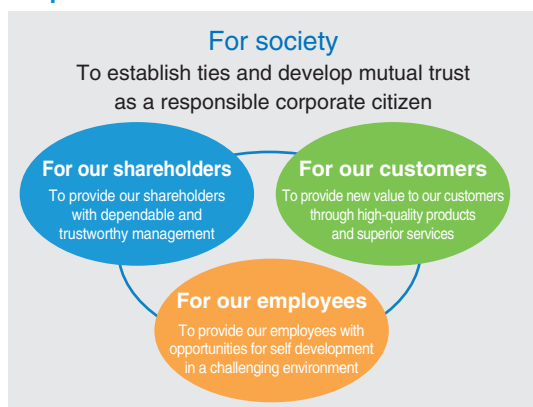 For society
To establish ties and develop mutual trust
as a responsible corporate citizen
For our shareholders
To provide our shareholders
with dependable and
trustworthy management
For our customers
To provide new value to our customers
through high-quality products
and superior services
For our employees
To provide our employees with
opportunities for self development
in a challenging environment